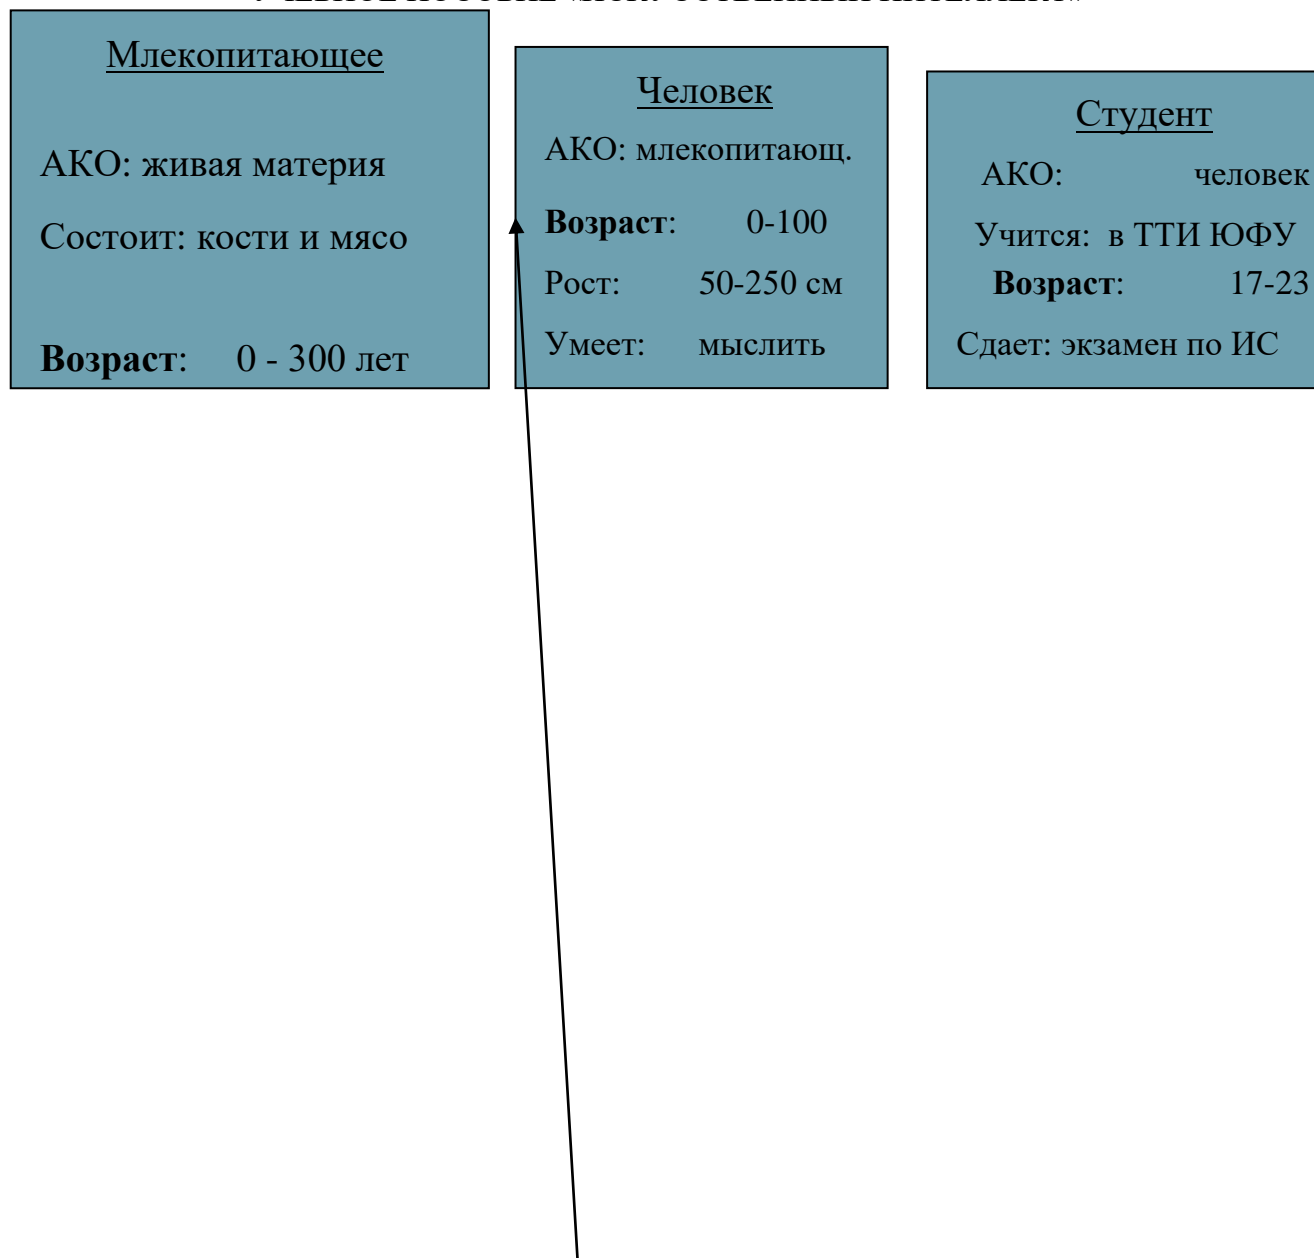 Млекопитающее
АКО: живая материя
Состоит: кости и мясо
Возраст: 0 - 300 лет
Человек
АКО: млекопитающ.
Возраст: 0-100
Рост: 50-250 см
Умеет: мыслить
Студент
АКО: человек
Учится: в ТТИ ЮФУ
Возраст: 17-23
Сдает: экзамен по ИС